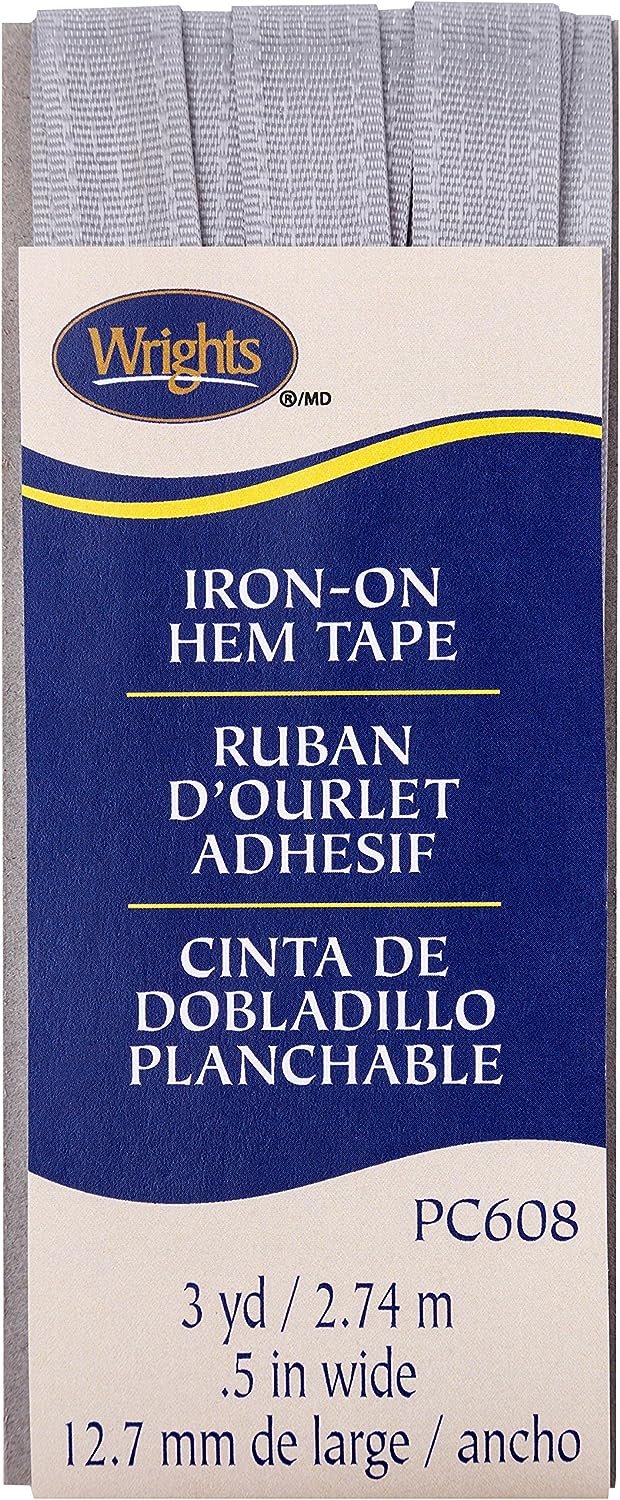 Wrights
®/MD
IRON-ON
HEM TAPE
RUBAN
D'OURLET
ADHESIF
CINTA DE
DOBLADILLO
PLANCHABLE
PC608
3 yd / 2.74 m
.5 in wide
12.7 mm de large / ancho